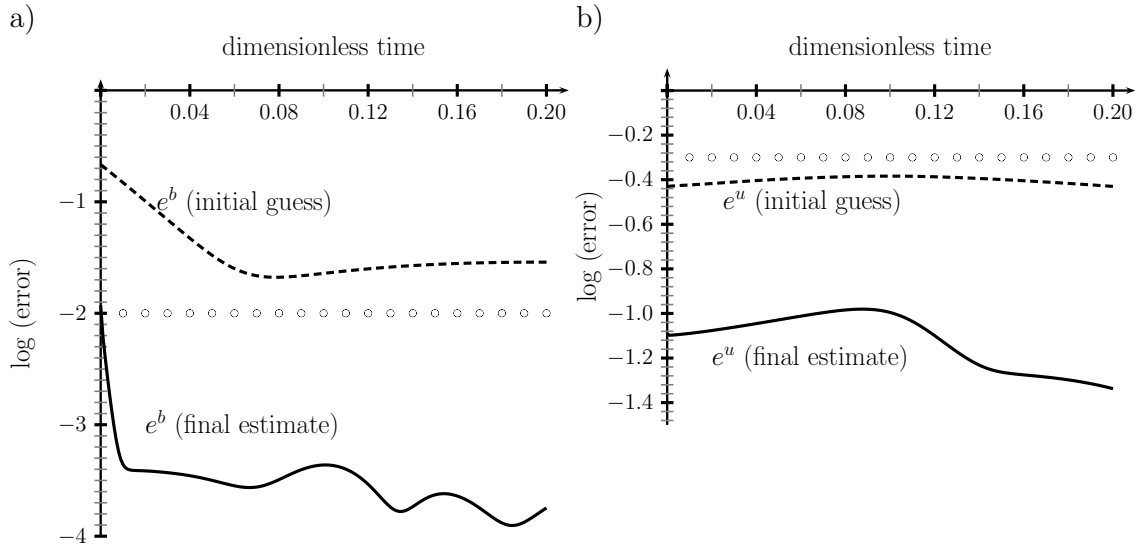 a)
dimensionless time
0.04 0.08 0.12 0.16 0.20
−1
−2
−3
−4
log (error)
e^b (initial guess)
e^b (final estimate)
b)
dimensionless time
0.04 0.08 0.12 0.16 0.20
−0.2
−0.4
−0.6
−0.8
−1.0
−1.2
−1.4
log (error)
e^u (initial guess)
e^u (final estimate)